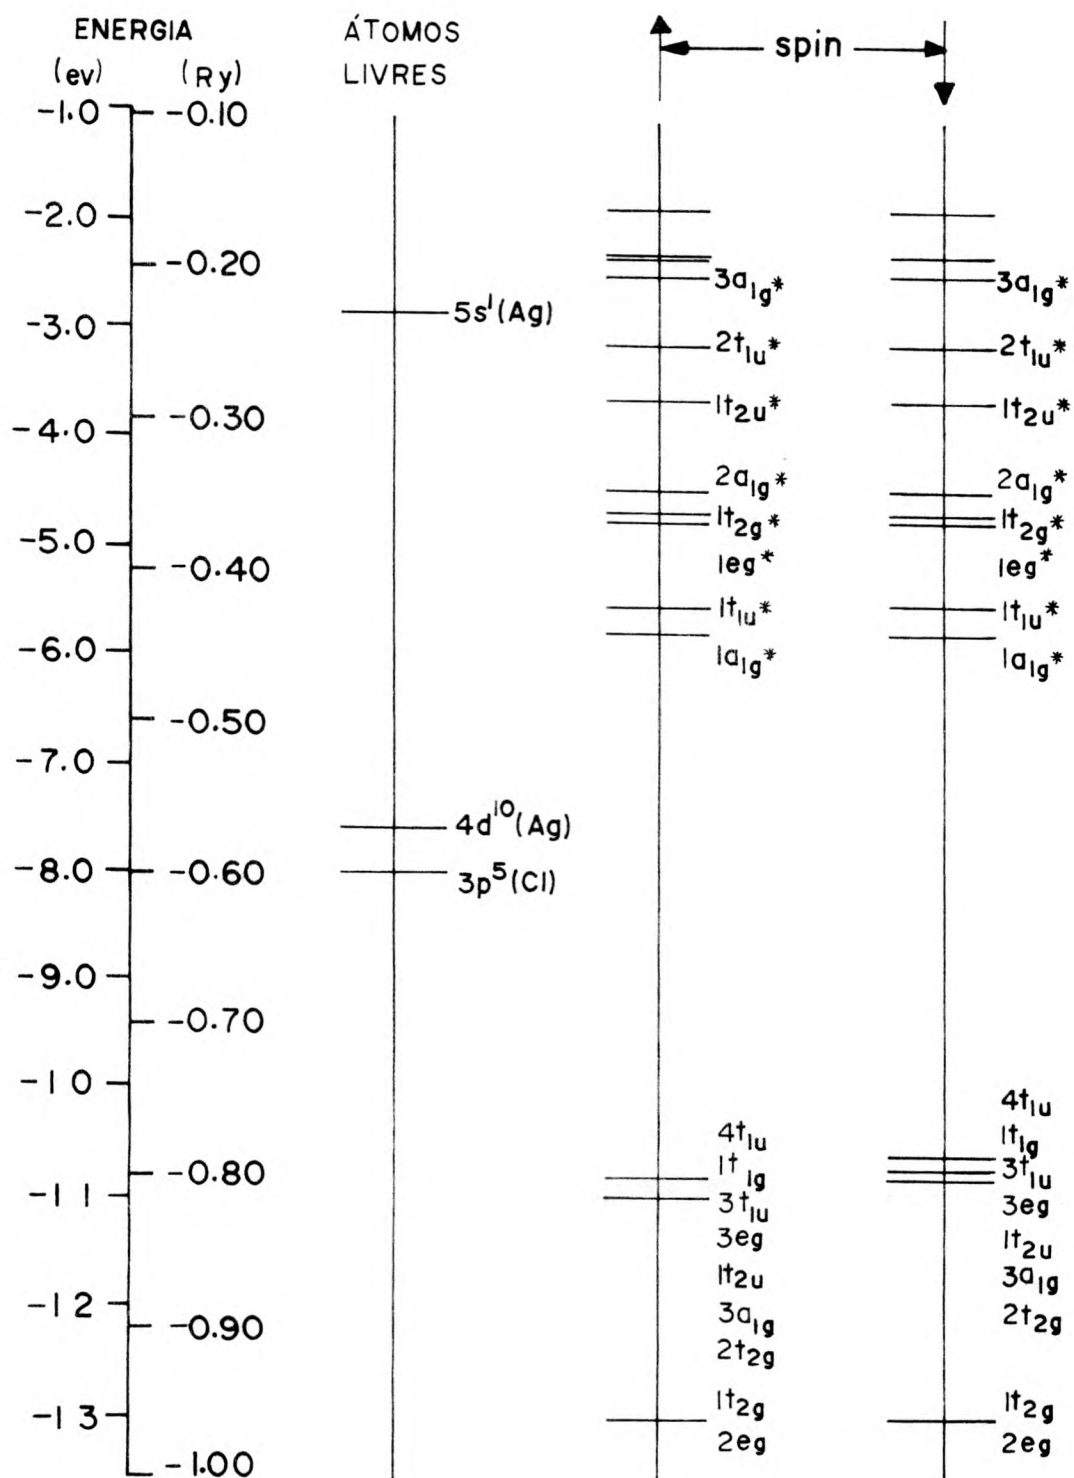 ENERGIA
(ev) (Ry)
ÁTOMOS
LIVRES
spin
-1.0 -0.10
-2.0
-0.20
-3.0
-0.30
-4.0
-5.0
-0.40
-6.0
-0.50
-7.0
-8.0 -0.60
-9.0
-0.70
-10
-0.80
-11
-12
-0.90
-13
-1.00
5s¹(Ag)
4d¹⁰(Ag)
3p⁵(Cl)
3a₁g*
2t₁u*
1t₂u*
2a₁g*
1t₂g*
1eg*
1t₁u*
1a₁g*
4t₁u
1t₁g
3t₁u
3eg
1t₂u
3a₁g
2t₂g
1t₂g
2eg
3a₁g*
2t₁u*
1t₂u*
2a₁g*
1t₂g*
1eg*
1t₁u*
1a₁g*
4t₁u
1t₁g
3t₁u
3eg
1t₂u
3a₁g
2t₂g
1t₂g
2eg